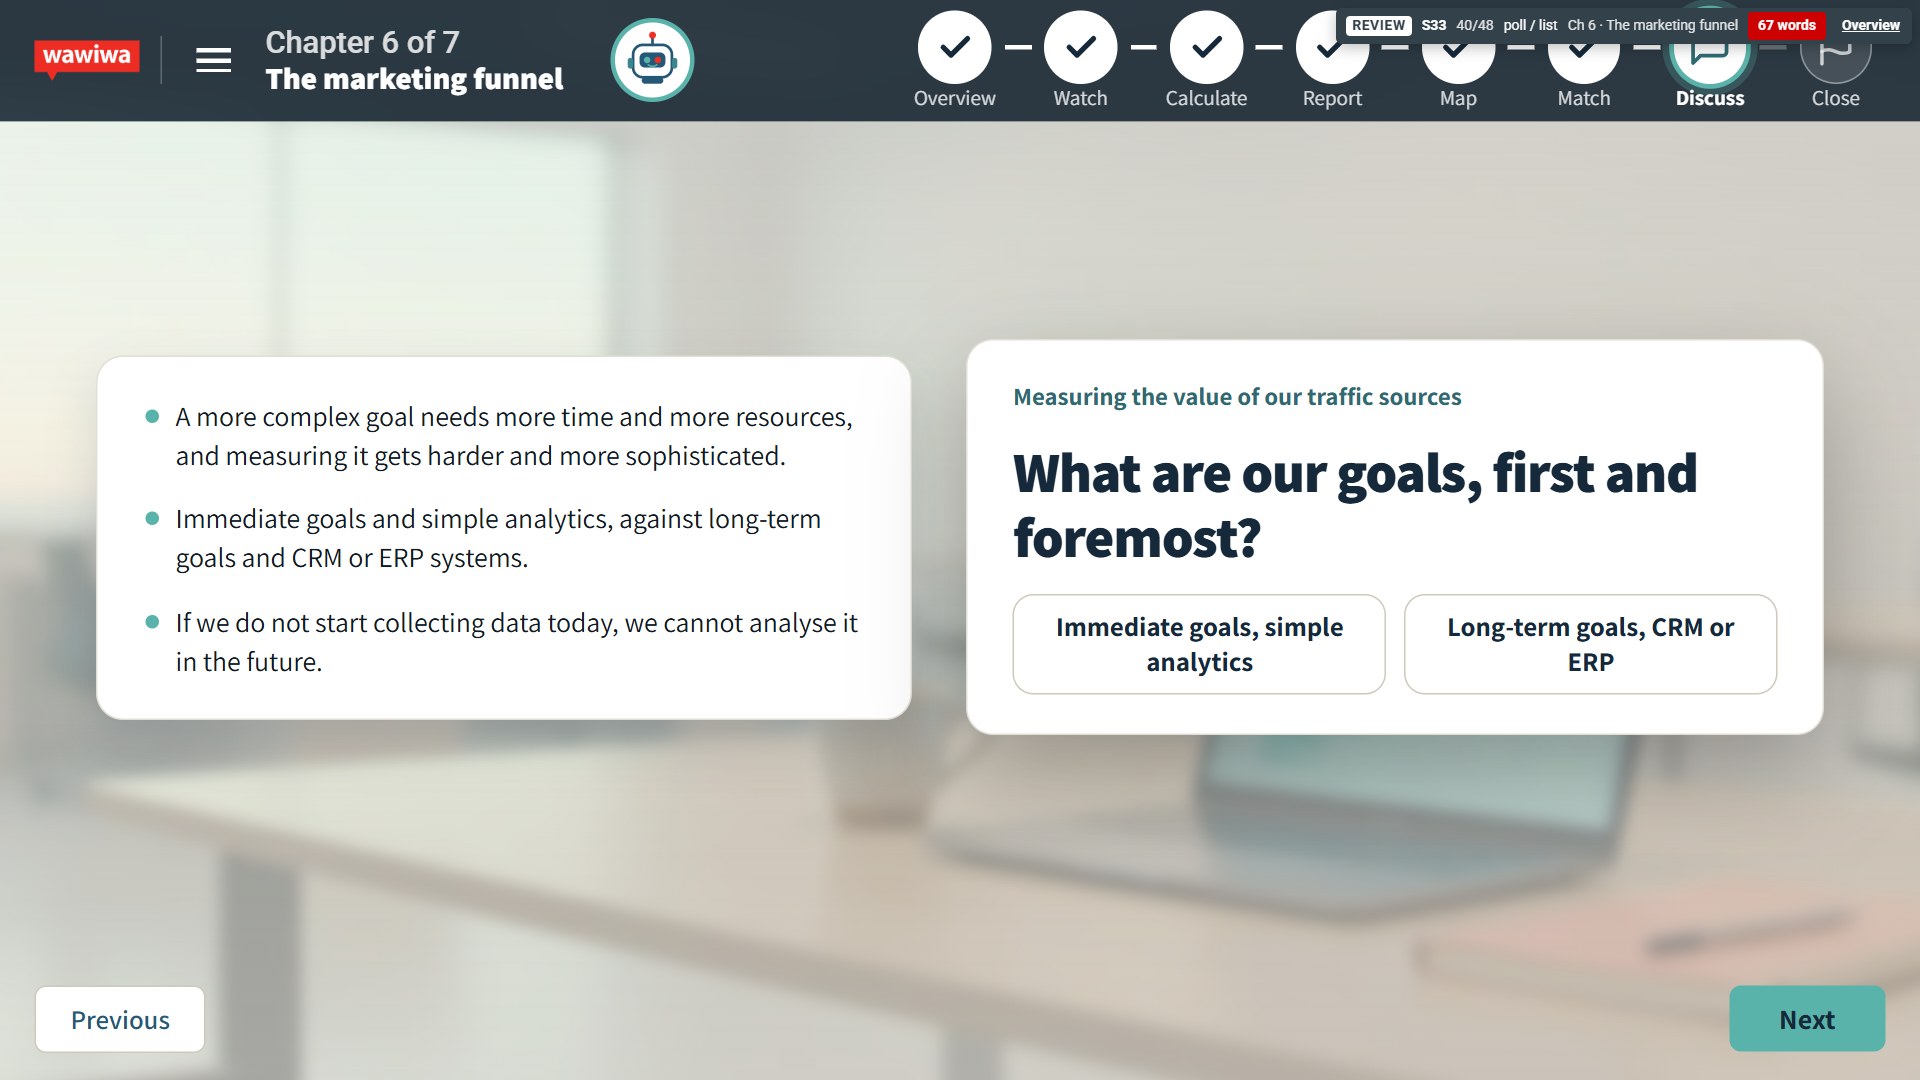 wawiwa
Chapter 6 of 7
The marketing funnel
REVIEW S33 40/48 poll / list Ch 6 · The marketing funnel 67 words Overview
Overview
Watch
Calculate
Report
Map
Match
Discuss
Close
A more complex goal needs more time and more resources,
and measuring it gets harder and more sophisticated.
Immediate goals and simple analytics, against long-term
goals and CRM or ERP systems.
If we do not start collecting data today, we cannot analyse it
in the future.
Measuring the value of our traffic sources
What are our goals, first and
foremost?
Immediate goals, simple
analytics
Long-term goals, CRM or
ERP
Previous
Next